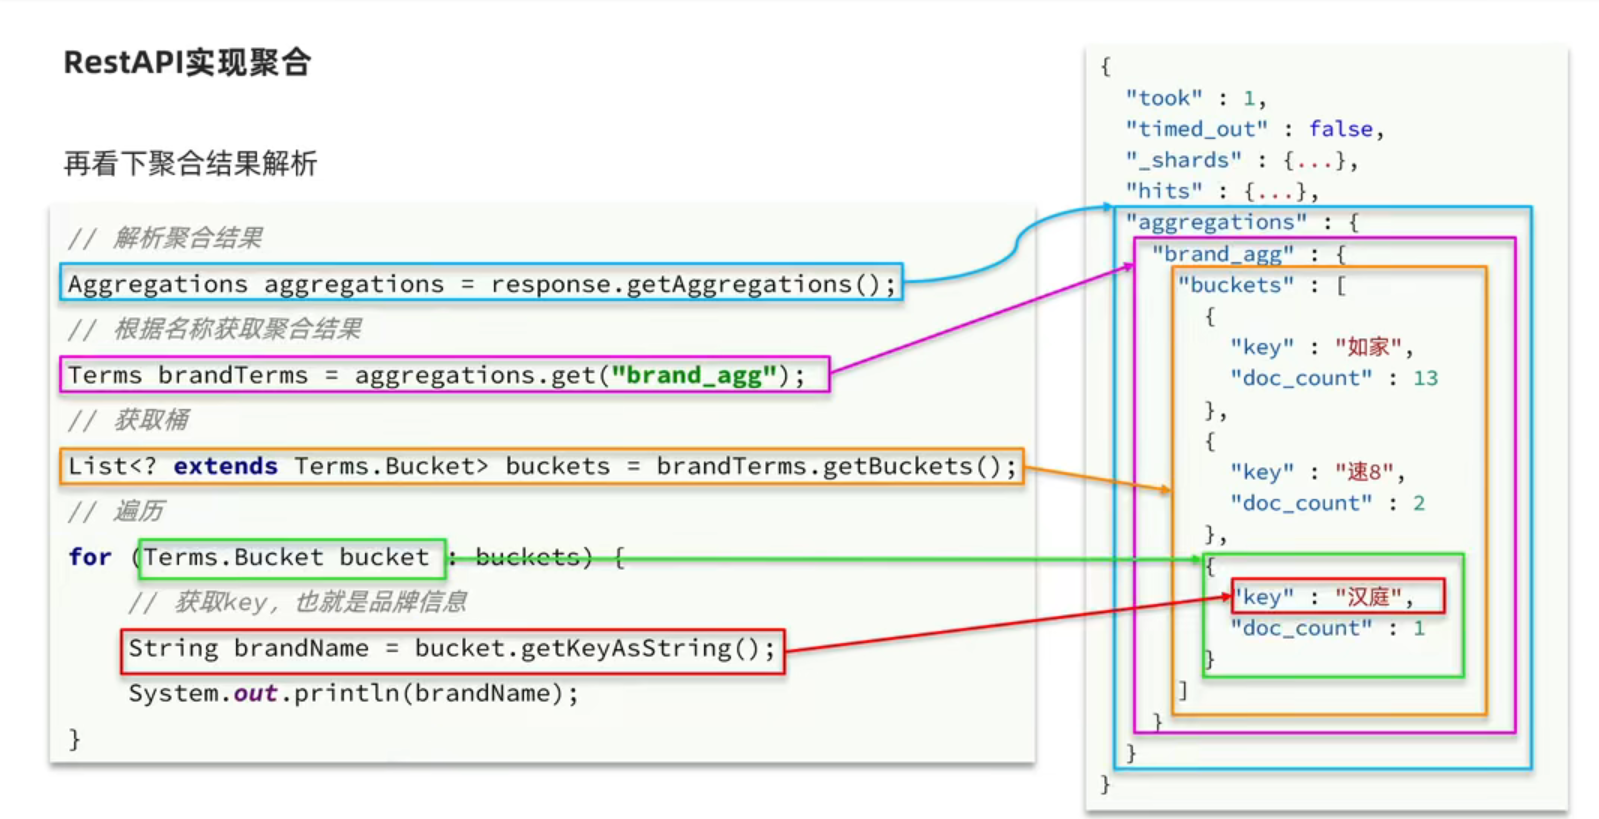 RestAPI实现聚合
再看下聚合结果解析
// 解析聚合结果
Aggregations aggregations = response.getAggregations();
// 根据名称获取聚合结果
Terms brandTerms = aggregations.get("brand_agg");
// 获取桶
List<? extends Terms.Bucket> buckets = brandTerms.getBuckets();
// 遍历
for (Terms.Bucket bucket : buckets) {
// 获取key，也就是品牌信息
String brandName = bucket.getKeyAsString();
System.out.println(brandName);
}
{
"took" : 1,
"timed_out" : false,
"_shards" : {...},
"hits" : {...},
"aggregations" : {
"brand_agg" : {
"buckets" : [
{
"key" : "如家",
"doc_count" : 13
},
{
"key" : "速8",
"doc_count" : 2
},
{
"key" : "汉庭",
"doc_count" : 1
}
]
}
}
}